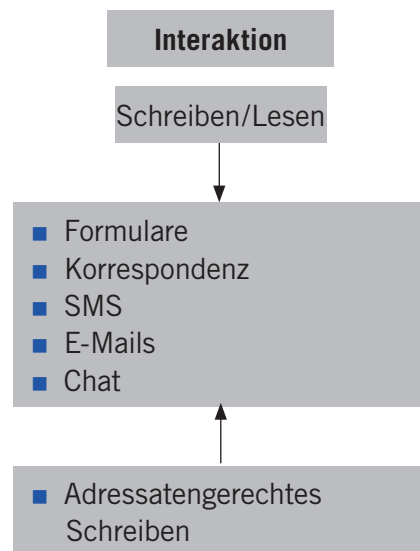 Interaktion
Schreiben/Lesen
■ Formulare
■ Korrespondenz
■ SMS
■ E-Mails
■ Chat
■ Adressatengerechtes
Schreiben